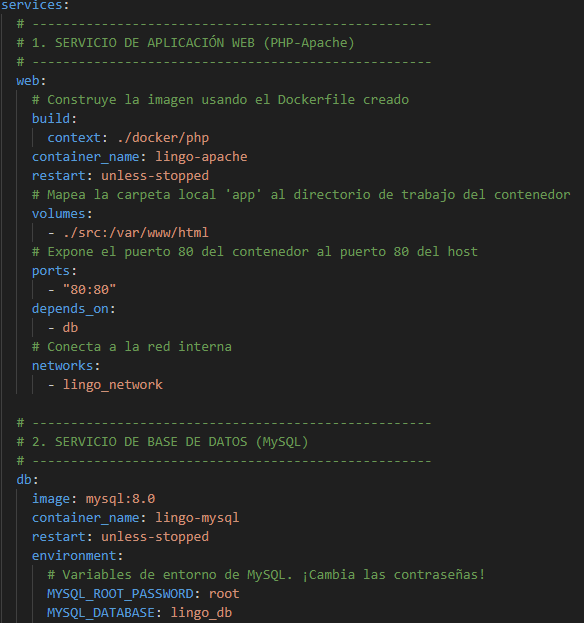 services:
# -------------------------------------------------
# 1. SERVICIO DE APLICACIÓN WEB (PHP-Apache)
# -------------------------------------------------
web:
# Construye la imagen usando el Dockerfile creado
build:
context: ./docker/php
container_name: lingo-apache
restart: unless-stopped
# Mapea la carpeta local 'app' al directorio de trabajo del contenedor
volumes:
- ./src:/var/www/html
# Expone el puerto 80 del contenedor al puerto 80 del host
ports:
- "80:80"
depends_on:
- db
# Conecta a la red interna
networks:
- lingo_network
# -------------------------------------------------
# 2. SERVICIO DE BASE DE DATOS (MySQL)
# -------------------------------------------------
db:
image: mysql:8.0
container_name: lingo-mysql
restart: unless-stopped
environment:
# Variables de entorno de MySQL. ¡Cambia las contraseñas!
MYSQL_ROOT_PASSWORD: root
MYSQL_DATABASE: lingo_db